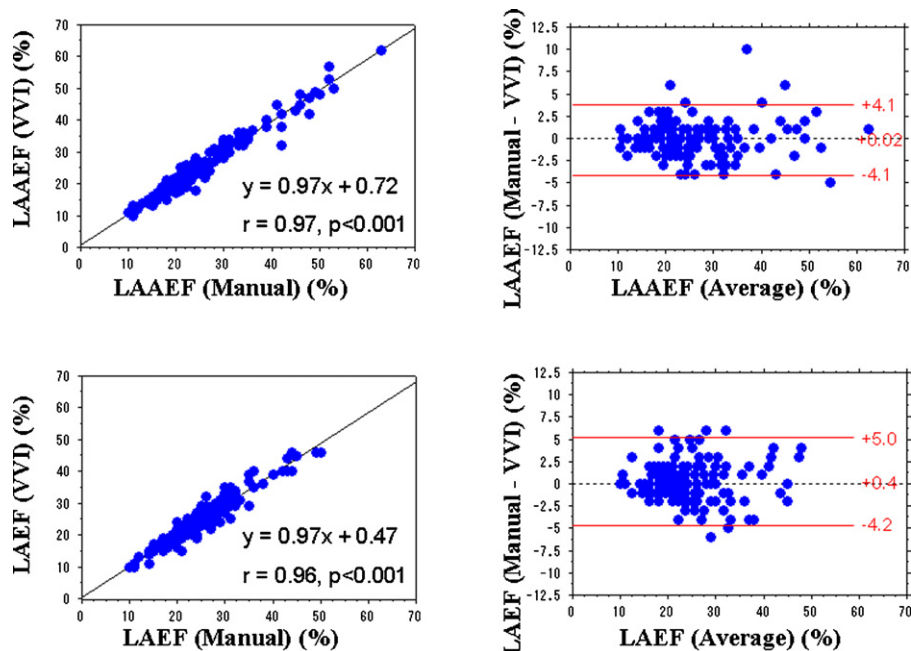 LAAEF (VVI) (%)
70
60
50
40
30
20
10
0
y = 0.97x + 0.72
r = 0.97, p<0.001
0 10 20 30 40 50 60 70
LAAEF (Manual) (%)
LAAEF (Manual - VVI) (%)
12.5
10
7.5
5
2.5
0
-2.5
-5
-7.5
-10
-12.5
+4.1
+0.02
-4.1
0 10 20 30 40 50 60 70
LAAEF (Average) (%)
LAEF (VVI) (%)
70
60
50
40
30
20
10
0
y = 0.97x + 0.47
r = 0.96, p<0.001
0 10 20 30 40 50 60 70
LAEF (Manual) (%)
LAEF (Manual - VVI) (%)
12.5
10
7.5
5
2.5
0
-2.5
-5
-7.5
-10
-12.5
+5.0
+0.4
-4.2
0 10 20 30 40 50 60 70
LAEF (Average) (%)